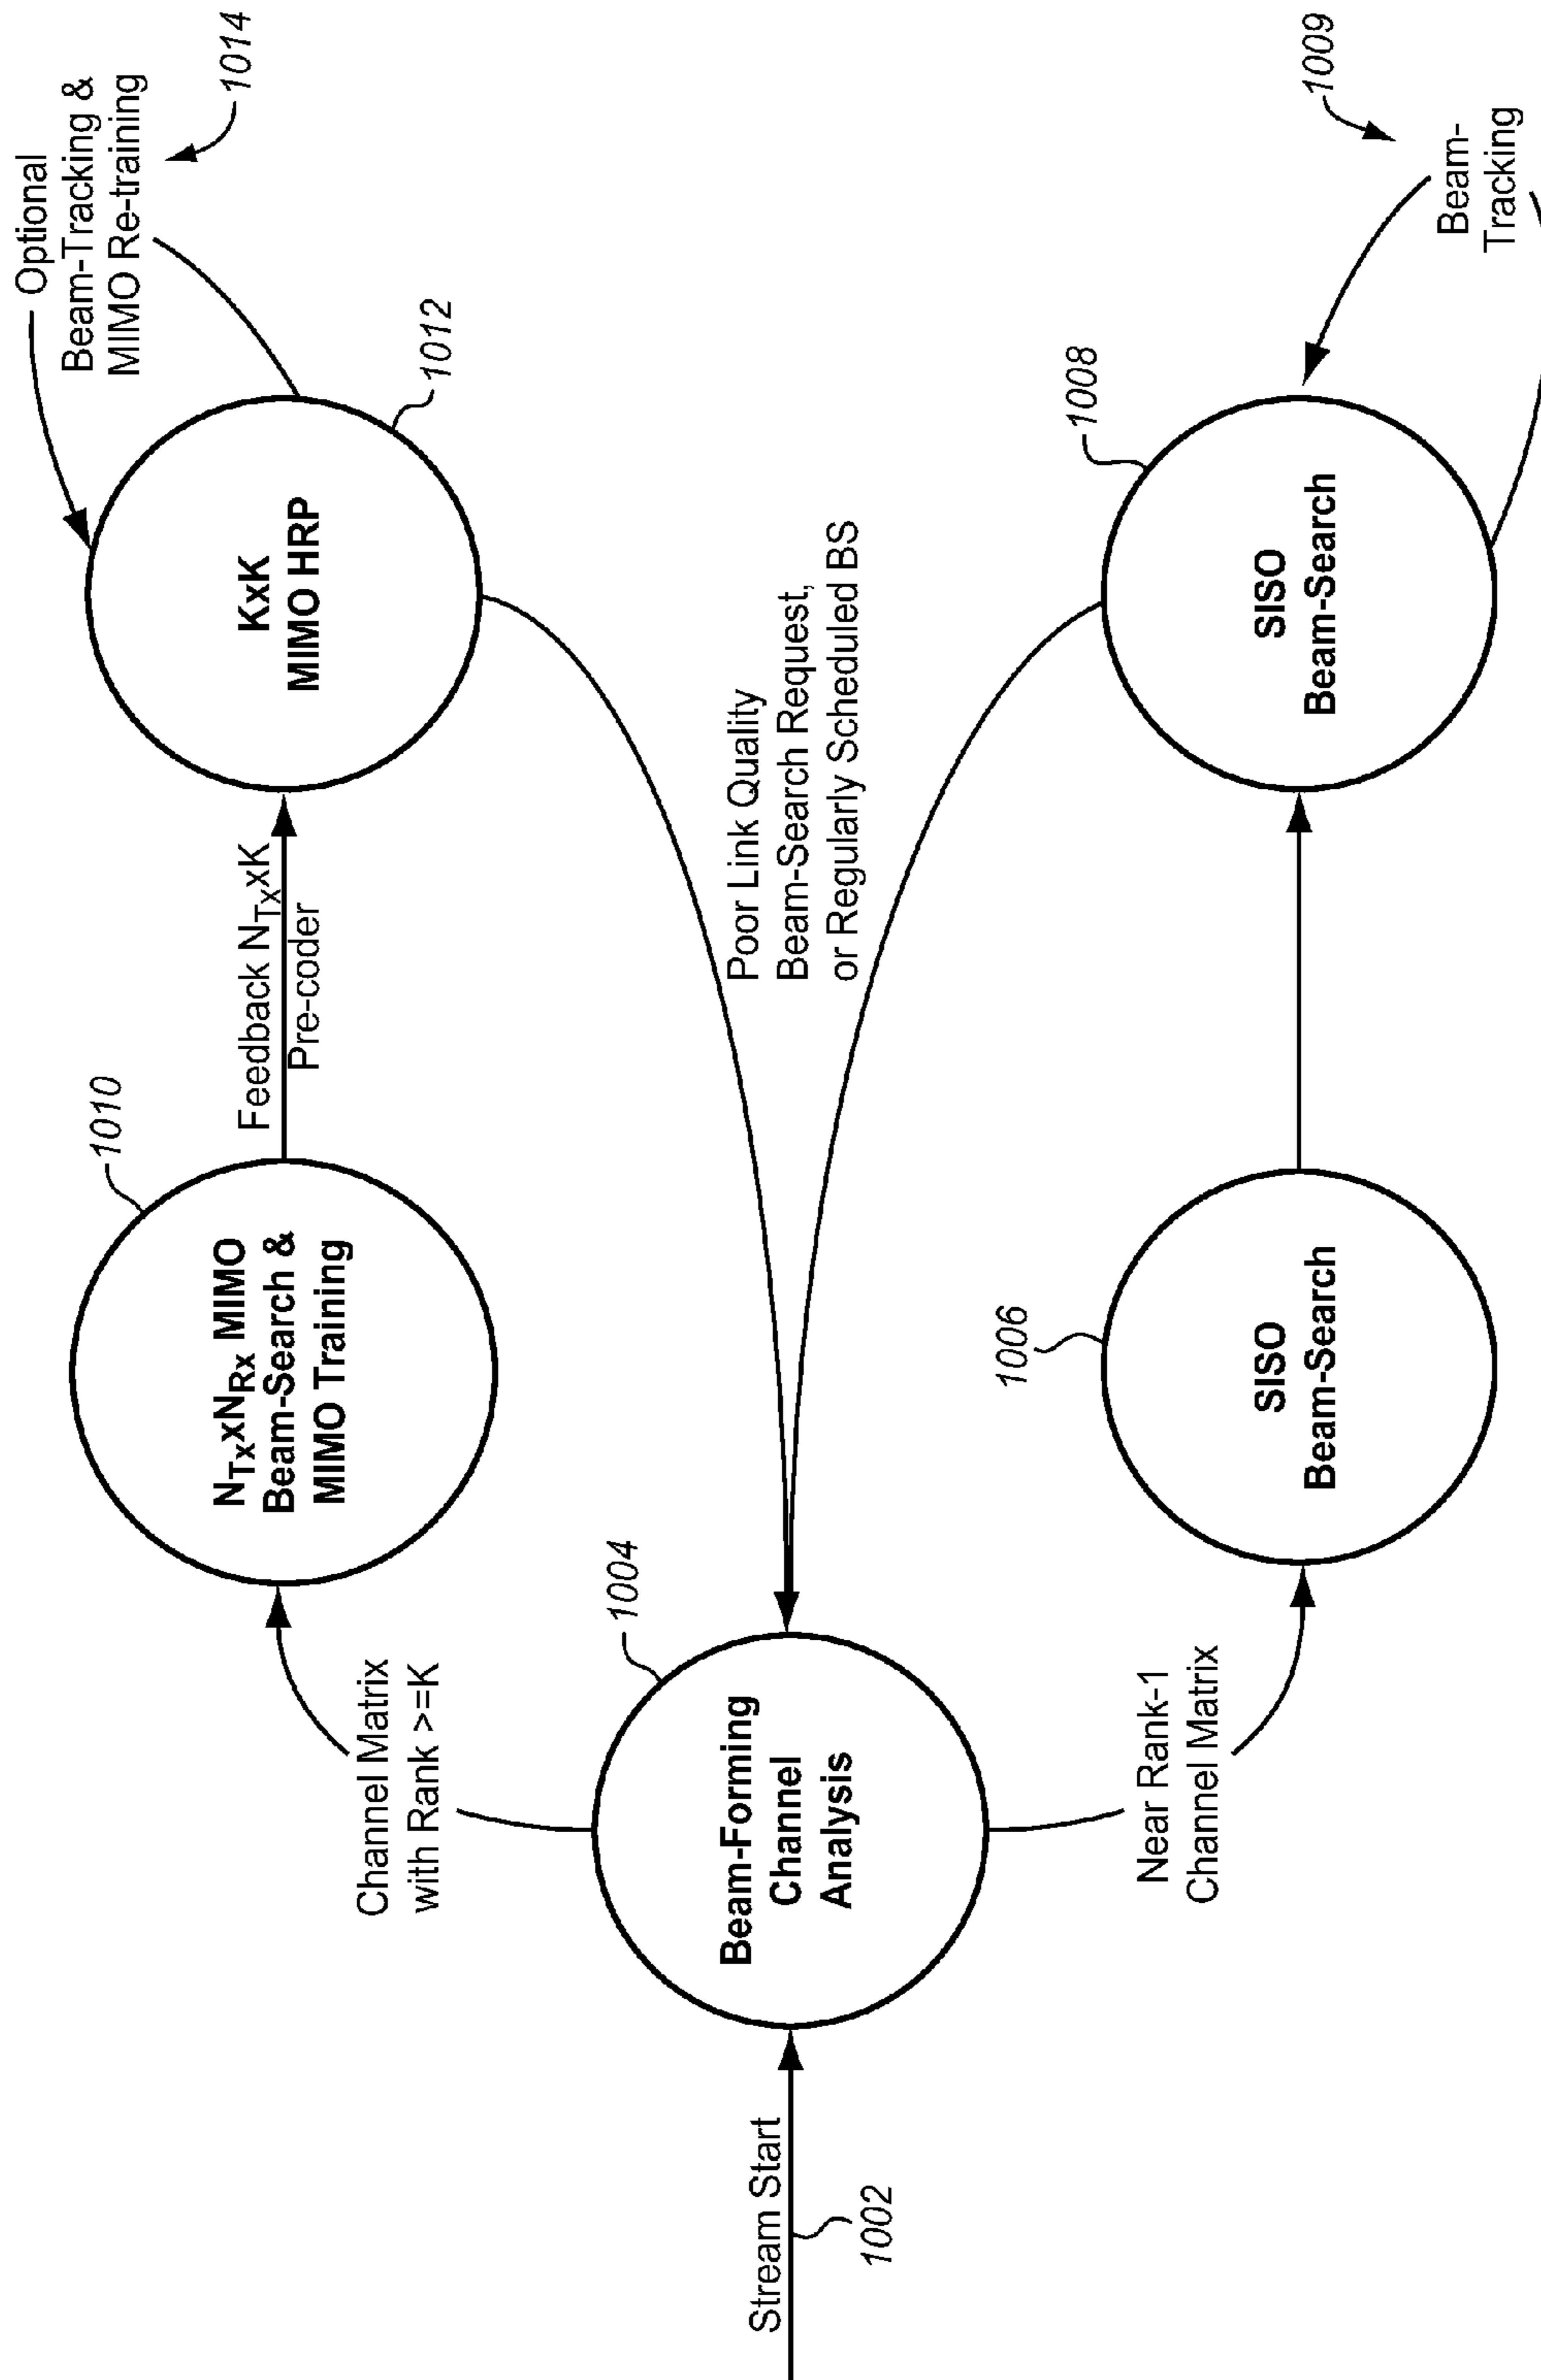 Stream Start
1002
Beam-Forming
Channel
Analysis
1004
Channel Matrix
with Rank >=K
N_TxXN_Rx MIMO
Beam-Search &
MIMO Training
1010
Feedback N_TxXK
Pre-coder
KxK
MIMO HRP
1012
Optional
Beam-Tracking &
MIMO Re-training
1014
Poor Link Quality
Beam-Search Request,
or Regularly Scheduled BS
Near Rank-1
Channel Matrix
SISO
Beam-Search
1006
SISO
Beam-Search
1008
Beam-
Tracking
1009